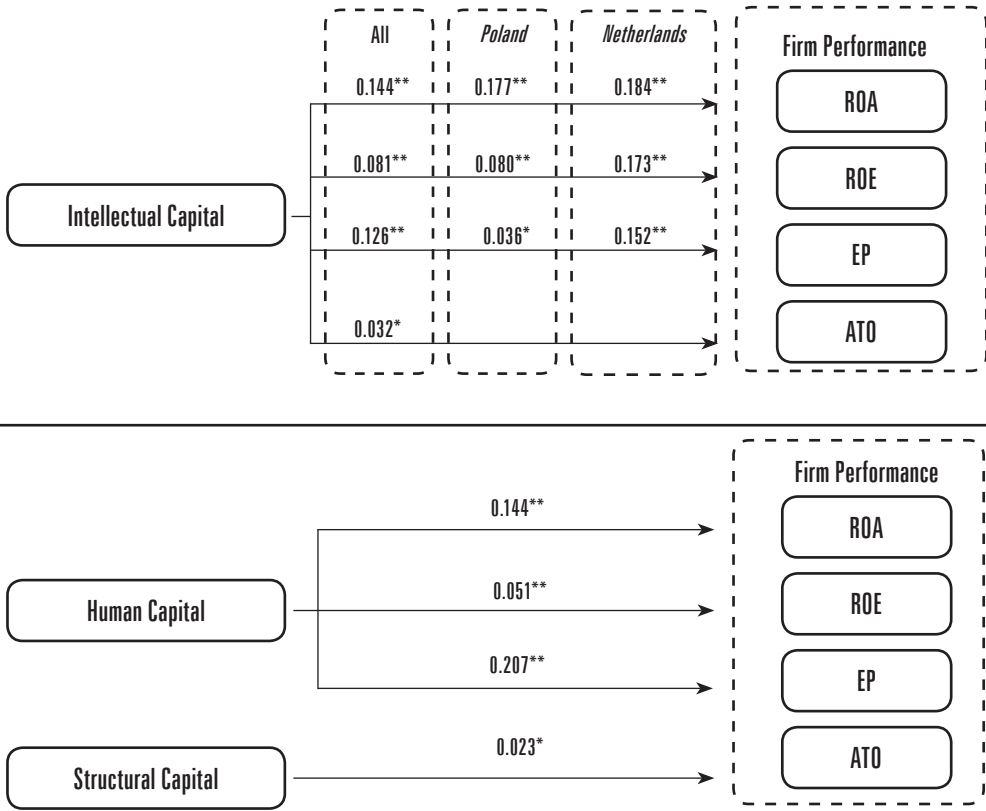 All Poland Netherlands
Firm Performance
0.144** 0.177** 0.184**
ROA
0.081** 0.080** 0.173**
ROE
Intellectual Capital
0.126** 0.036* 0.152**
EP
0.032*
ATO
Firm Performance
0.144**
ROA
Human Capital
0.051**
ROE
0.207**
EP
Structural Capital
0.023*
ATO